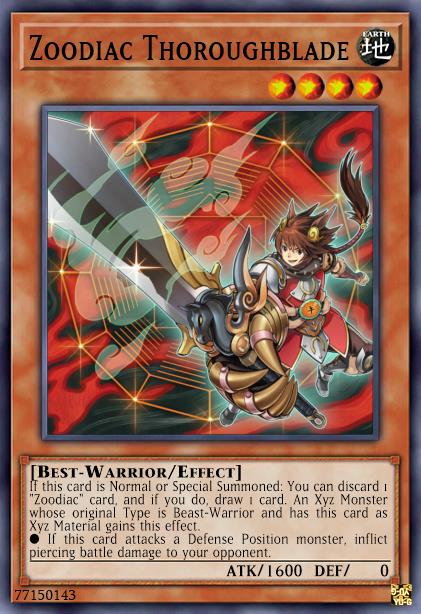 ZOODIAC THOROUGHBLADE
EARTH
地
[BEST-WARRIOR/EFFECT]
If this card is Normal or Special Summoned: You can discard 1
"Zoodiac" card, and if you do, draw 1 card. An Xyz Monster
whose original Type is Beast-Warrior and has this card as
Xyz Material gains this effect.
● If this card attacks a Defense Position monster, inflict
piercing battle damage to your opponent.
ATK/1600 DEF/ 0
77150143